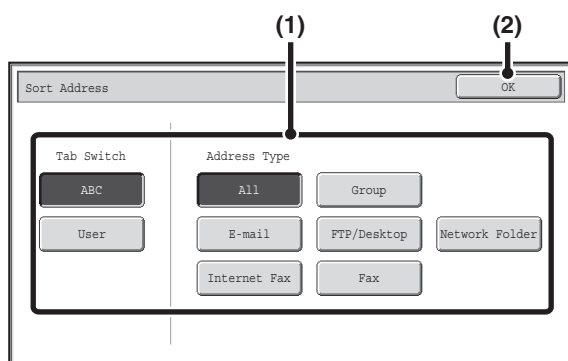 (1) (2)
Sort Address OK
Tab Switch Address Type
ABC All Group
User E-mail FTP/Desktop Network Folder
Internet Fax Fax